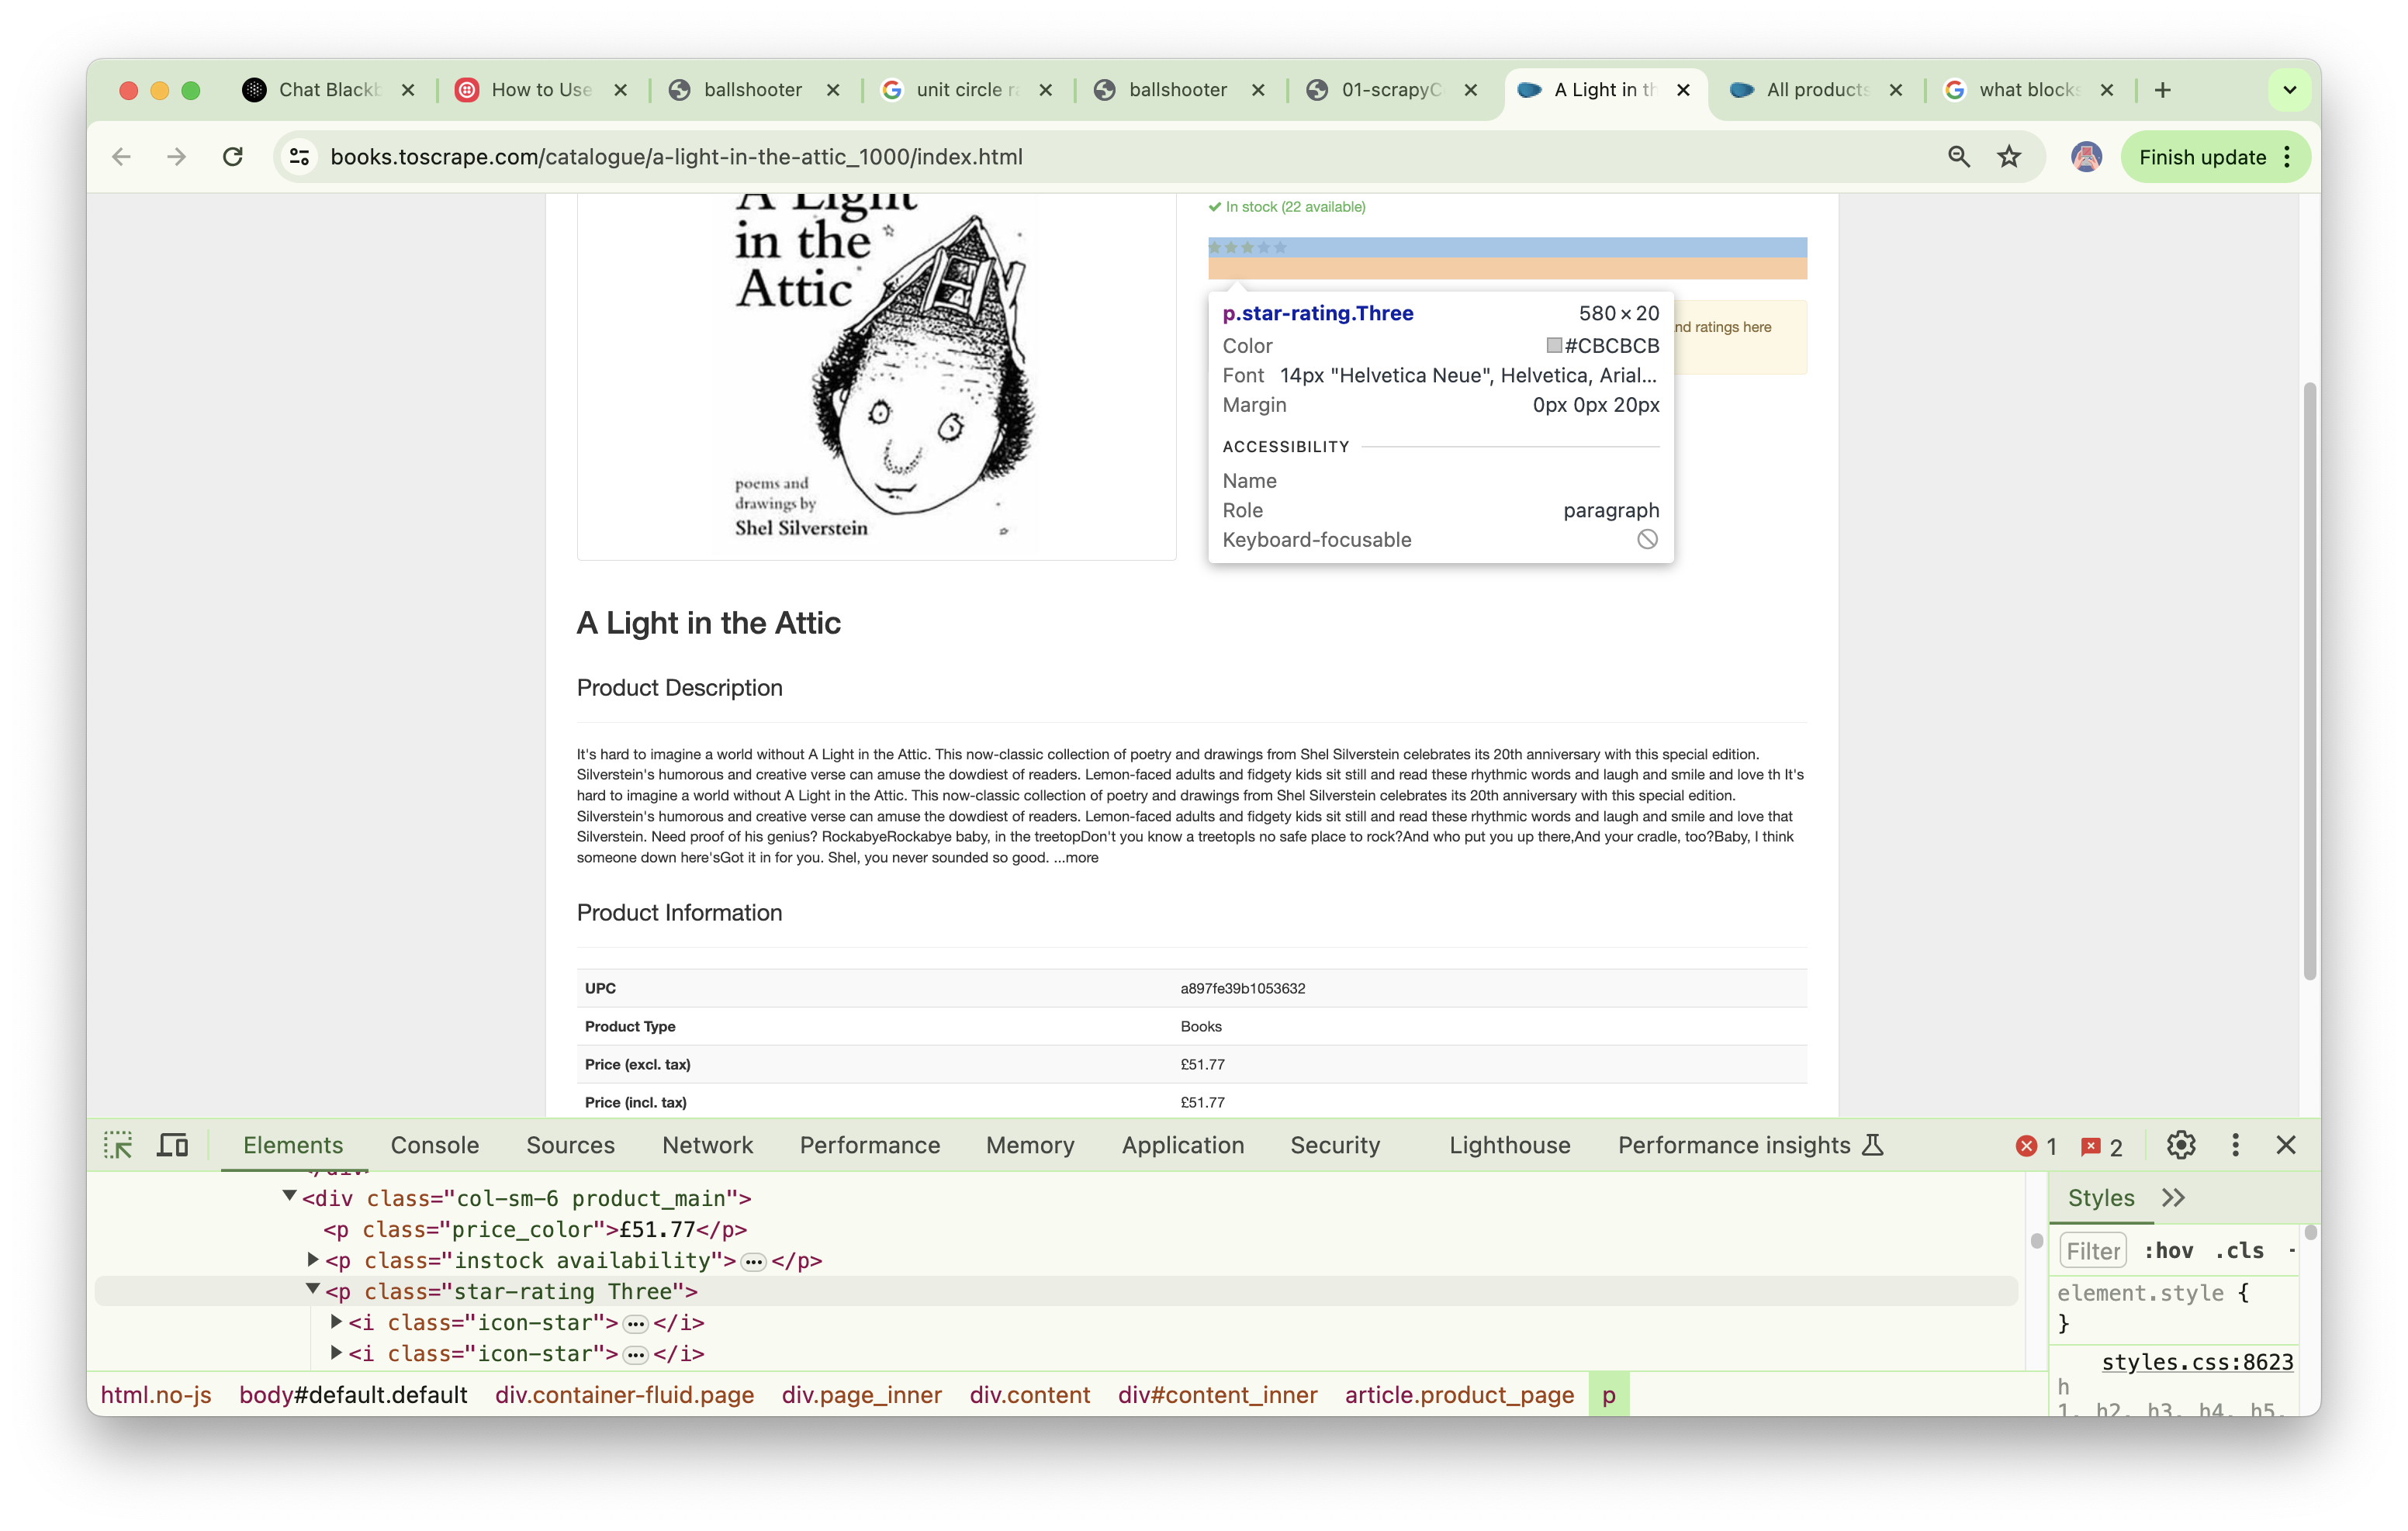 Chat Blackb
How to Use
ballshooter
unit circle ra
ballshooter
01-scrapyC
A Light in th
All products
what blocks
books.toscrape.com/catalogue/a-light-in-the-attic_1000/index.html
Finish update
A Light
in the
Attic
poems and
drawings by
Shel Silverstein
In stock (22 available)
nd ratings here
p.star-rating.Three 580 × 20
Color #CBCBCB
Font 14px "Helvetica Neue", Helvetica, Arial...
Margin 0px 0px 20px
ACCESSIBILITY
Name
Role paragraph
Keyboard-focusable
A Light in the Attic
Product Description
It's hard to imagine a world without A Light in the Attic. This now-classic collection of poetry and drawings from Shel Silverstein celebrates its 20th anniversary with this special edition.
Silverstein's humorous and creative verse can amuse the dowdiest of readers. Lemon-faced adults and fidgety kids sit still and read these rhythmic words and laugh and smile and love th It's
hard to imagine a world without A Light in the Attic. This now-classic collection of poetry and drawings from Shel Silverstein celebrates its 20th anniversary with this special edition.
Silverstein's humorous and creative verse can amuse the dowdiest of readers. Lemon-faced adults and fidgety kids sit still and read these rhythmic words and laugh and smile and love that
Silverstein. Need proof of his genius? RockabyeRockabye baby, in the treetopDon't you know a treetopIs no safe place to rock?And who put you up there,And your cradle, too?Baby, I think
someone down here'sGot it in for you. Shel, you never sounded so good. ...more
Product Information
UPC a897fe39b1053632
Product Type Books
Price (excl. tax) £51.77
Price (incl. tax) £51.77
Elements Console Sources Network Performance Memory Application Security Lighthouse Performance insights 1 2
</div>
<div class="col-sm-6 product_main">
<p class="price_color">£51.77</p>
<p class="instock availability">…</p>
<p class="star-rating Three">
<i class="icon-star">…</i>
<i class="icon-star">…</i>
html.no-js body#default.default div.container-fluid.page div.page_inner div.content div#content_inner article.product_page p
Styles
Filter :hov .cls
element.style {
}
styles.css:8623
h
1, h2, h3, h4, h5,